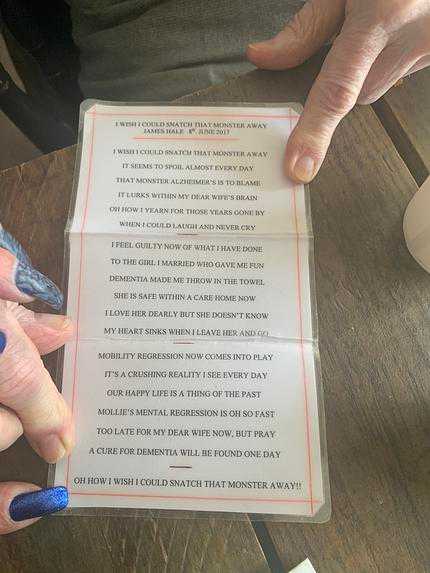 I WISH I COULD SNATCH THAT MONSTER AWAY
JAMES HALE 8th JUNE 2017
I WISH I COULD SNATCH THAT MONSTER AWAY
IT SEEMS TO SPOIL ALMOST EVERY DAY
THAT MONSTER ALZHEIMER'S IS TO BLAME
IT LURKS WITHIN MY DEAR WIFE'S BRAIN
OH HOW I YEARN FOR THOSE YEARS GONE BY
WHEN I COULD LAUGH AND NEVER CRY
I FEEL GUILTY NOW OF WHAT I HAVE DONE
TO THE GIRL I MARRIED WHO GAVE ME FUN
DEMENTIA MADE ME THROW IN THE TOWEL
SHE IS SAFE WITHIN A CARE HOME NOW
I LOVE HER DEARLY BUT SHE DOESN'T KNOW
MY HEART SINKS WHEN I LEAVE HER AND GO
MOBILITY REGRESSION NOW COMES INTO PLAY
IT'S A CRUSHING REALITY I SEE EVERY DAY
OUR HAPPY LIFE IS A THING OF THE PAST
MOLLIE'S MENTAL REGRESSION IS OH SO FAST
TOO LATE FOR MY DEAR WIFE NOW, BUT PRAY
A CURE FOR DEMENTIA WILL BE FOUND ONE DAY
OH HOW I WISH I COULD SNATCH THAT MONSTER AWAY!!